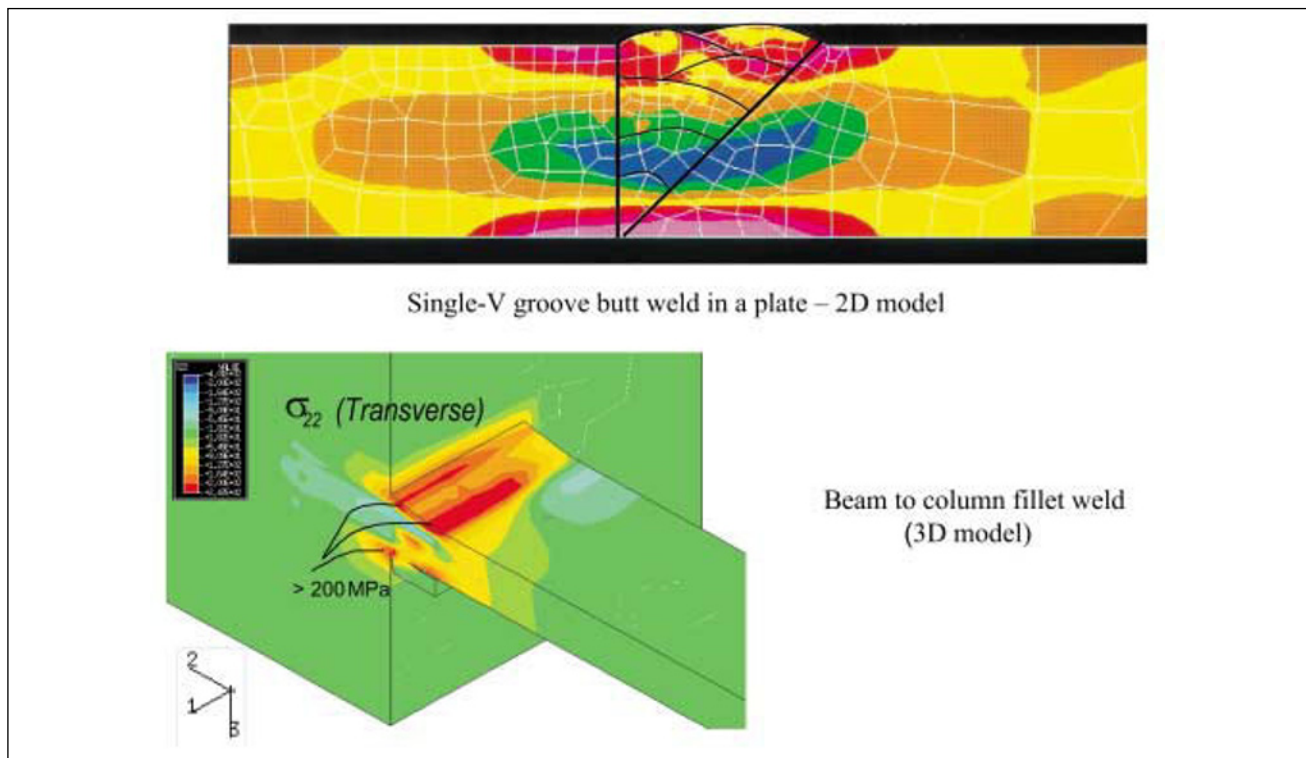 Single-V groove butt weld in a plate – 2D model
σ22 (Transverse)
> 200 MPa
Beam to column fillet weld
(3D model)
2
1
3